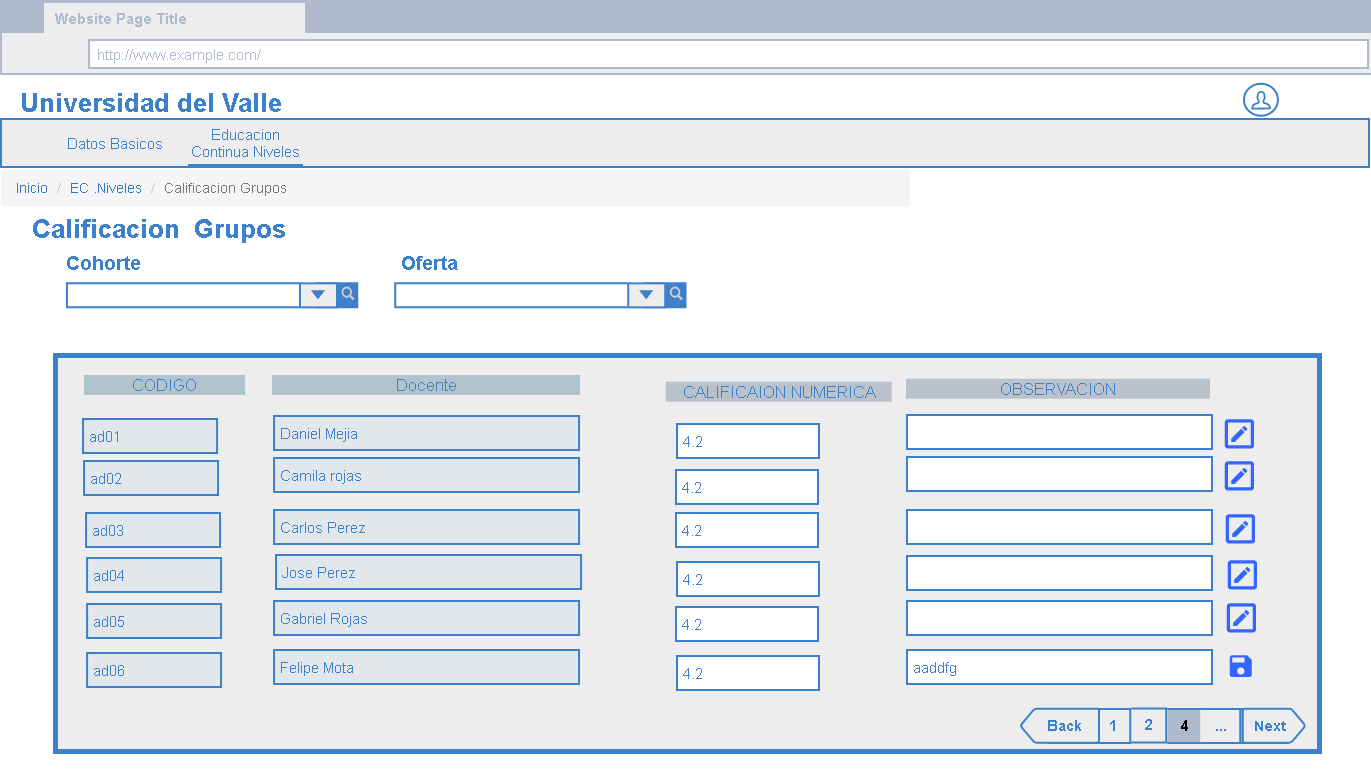 Website Page Title
http://www.example.com/
Universidad del Valle
Datos Basicos
Educacion
Continua Niveles
Inicio / EC .Niveles / Calificacion Grupos
Calificacion Grupos
Cohorte
Oferta
CODIGO Docente CALIFICAION NUMERICA OBSERVACION
ad01 Daniel Mejia 4.2
ad02 Camila rojas 4.2
ad03 Carlos Perez 4.2
ad04 Jose Perez 4.2
ad05 Gabriel Rojas 4.2
ad06 Felipe Mota 4.2 aaddfg
Back 1 2 4 ... Next